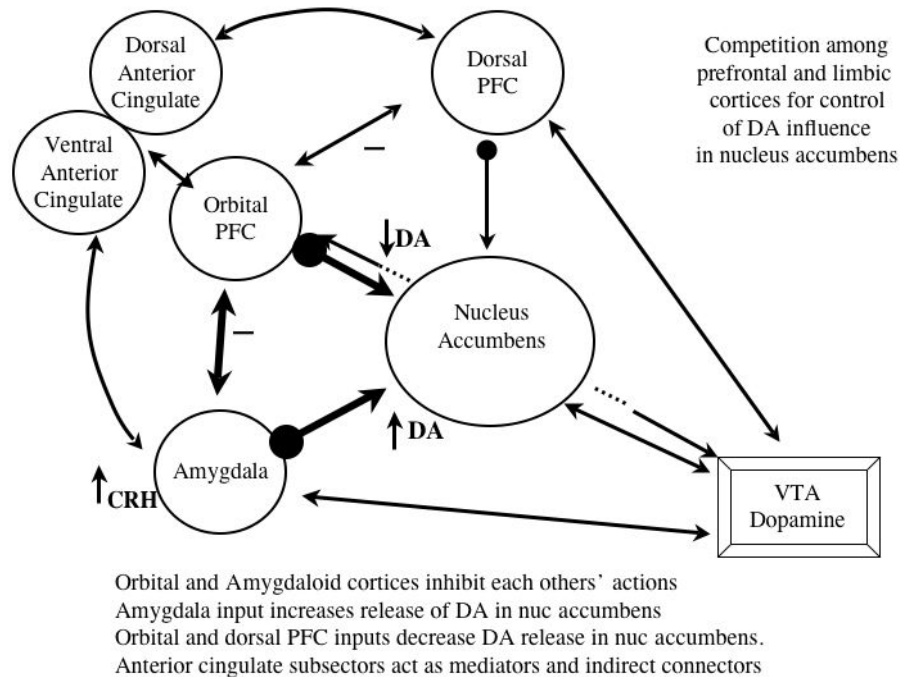 Dorsal
Anterior
Cingulate
Dorsal
PFC
Competition among
prefrontal and limbic
cortices for control
of DA influence
in nucleus accumbens
Ventral
Anterior
Cingulate
–
Orbital
PFC
DA
Nucleus
Accumbens
–
DA
Amygdala
CRH
VTA
Dopamine
Orbital and Amygdaloid cortices inhibit each others’ actions
Amygdala input increases release of DA in nuc accumbens
Orbital and dorsal PFC inputs decrease DA release in nuc accumbens.
Anterior cingulate subsectors act as mediators and indirect connectors